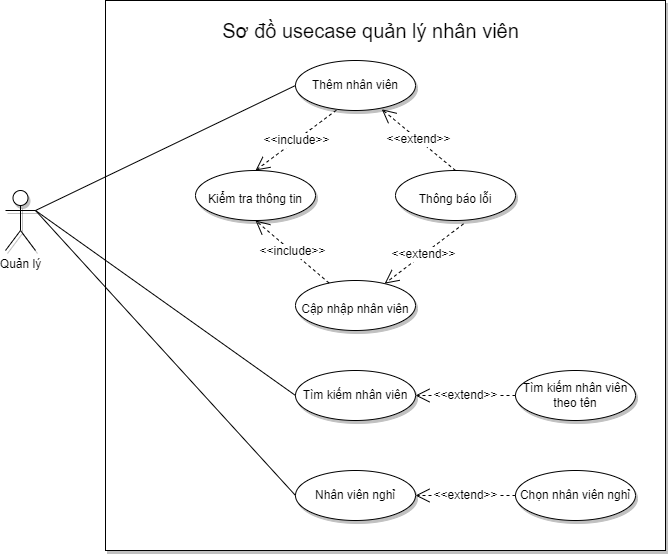 Sơ đồ usecase quản lý nhân viên
Thêm nhân viên
<<include>>
<<extend>>
Kiểm tra thông tin
Thông báo lỗi
Quản lý
<<include>>
<<extend>>
Cập nhập nhân viên
Tìm kiếm nhân viên
<<extend>>
Tìm kiếm nhân viên
theo tên
Nhân viên nghỉ
<<extend>>
Chọn nhân viên nghỉ